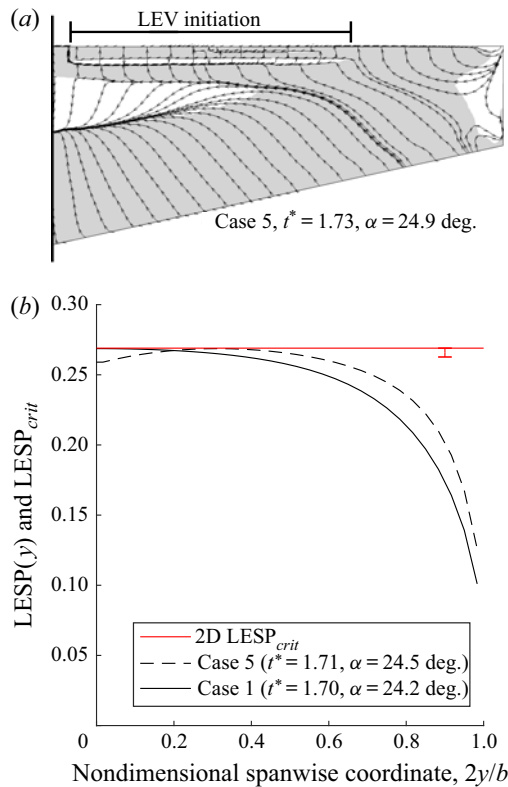 (a)
LEV initiation
Case 5, t* = 1.73, α = 24.9 deg.
(b)
0.30
0.25
0.20
0.15
0.10
0.05
LESP(y) and LESP_crit
2D LESP_crit
Case 5 (t* = 1.71, α = 24.5 deg.)
Case 1 (t* = 1.70, α = 24.2 deg.)
0 0.2 0.4 0.6 0.8 1.0
Nondimensional spanwise coordinate, 2y/b